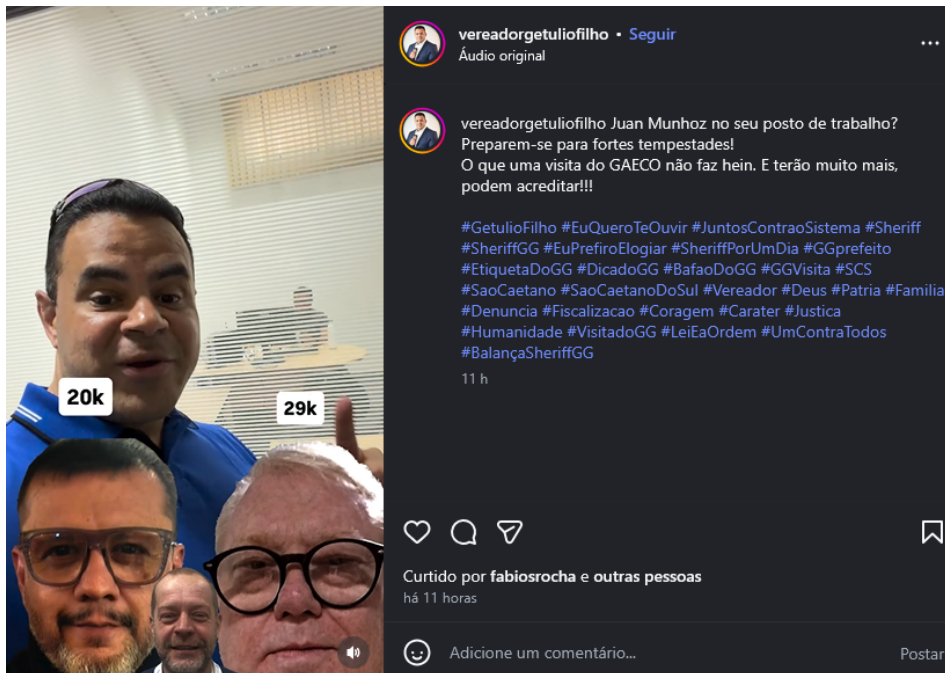 20k
29k
vereadorgetuliofilho • Seguir
Áudio original
vereadorgetuliofilho Juan Munhoz no seu posto de trabalho?
Preparem-se para fortes tempestades!
O que uma visita do GAECO não faz hein. E terão muito mais,
podem acreditar!!!
#GetulioFilho #EuQueroTeOuvir #JuntosContraoSistema #Sheriff
#SheriffGG #EuPrefiroElogiar #SheriffPorUmDia #GGprefeito
#EtiquetaDoGG #DicadoGG #BafaoDoGG #GGVisita #SCS
#SaoCaetano #SaoCaetanoDoSul #Vereador #Deus #Patria #Familia
#Denuncia #Fiscalizacao #Coragem #Carater #Justica
#Humanidade #VisitadoGG #LeiEaOrdem #UmContraTodos
#BalançaSheriffGG
11 h
Curtido por fabiosrocha e outras pessoas
há 11 horas
Adicione um comentário...
Postar